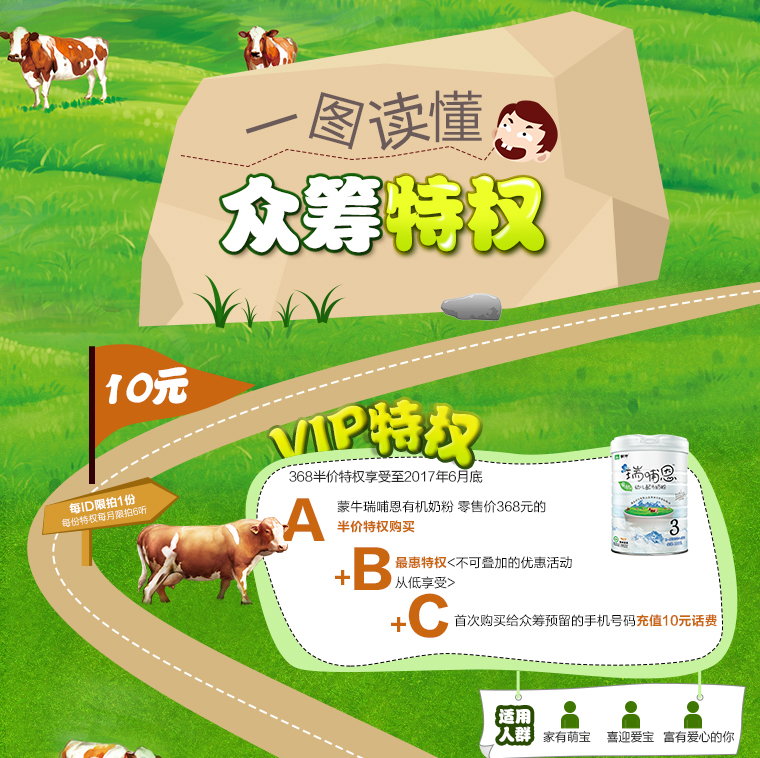 一图读懂
众筹特权
10元
VIP特权
368半价特权享受至2017年6月底
每ID限拍1份
每份特权每月限拍6听
A 蒙牛瑞哺恩有机奶粉 零售价368元的
半价特权购买
+B 最惠特权<不可叠加的优惠活动
从低享受>
+C 首次购买给众筹预留的手机号码充值10元话费
瑞哺恩
3
适用
人群
家有萌宝 喜迎爱宝 富有爱心的你